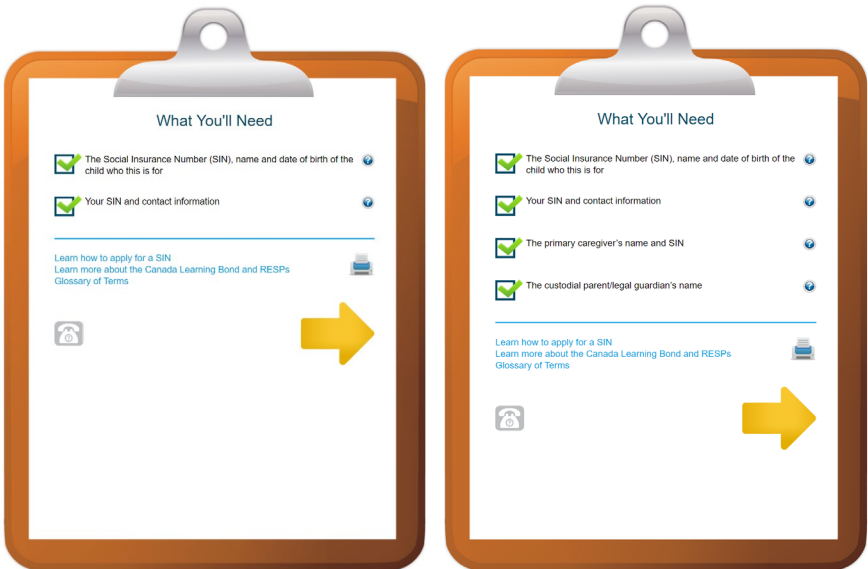 What You'll Need
The Social Insurance Number (SIN), name and date of birth of the
child who this is for
Your SIN and contact information
Learn how to apply for a SIN
Learn more about the Canada Learning Bond and RESPs
Glossary of Terms
What You'll Need
The Social Insurance Number (SIN), name and date of birth of the
child who this is for
Your SIN and contact information
The primary caregiver's name and SIN
The custodial parent/legal guardian's name
Learn how to apply for a SIN
Learn more about the Canada Learning Bond and RESPs
Glossary of Terms